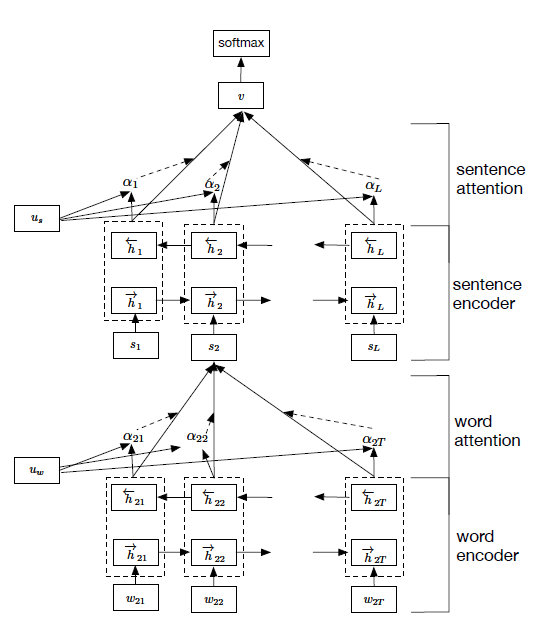 softmax
v
α1 α2 αL
sentence
attention
us
←h1 ←h2 ←hL
→h1 →h2 →hL
sentence
encoder
s1 s2 sL
α21 α22 α2T
word
attention
uw
←h21 ←h22 ←h2T
→h21 →h22 →h2T
word
encoder
w21 w22 w2T